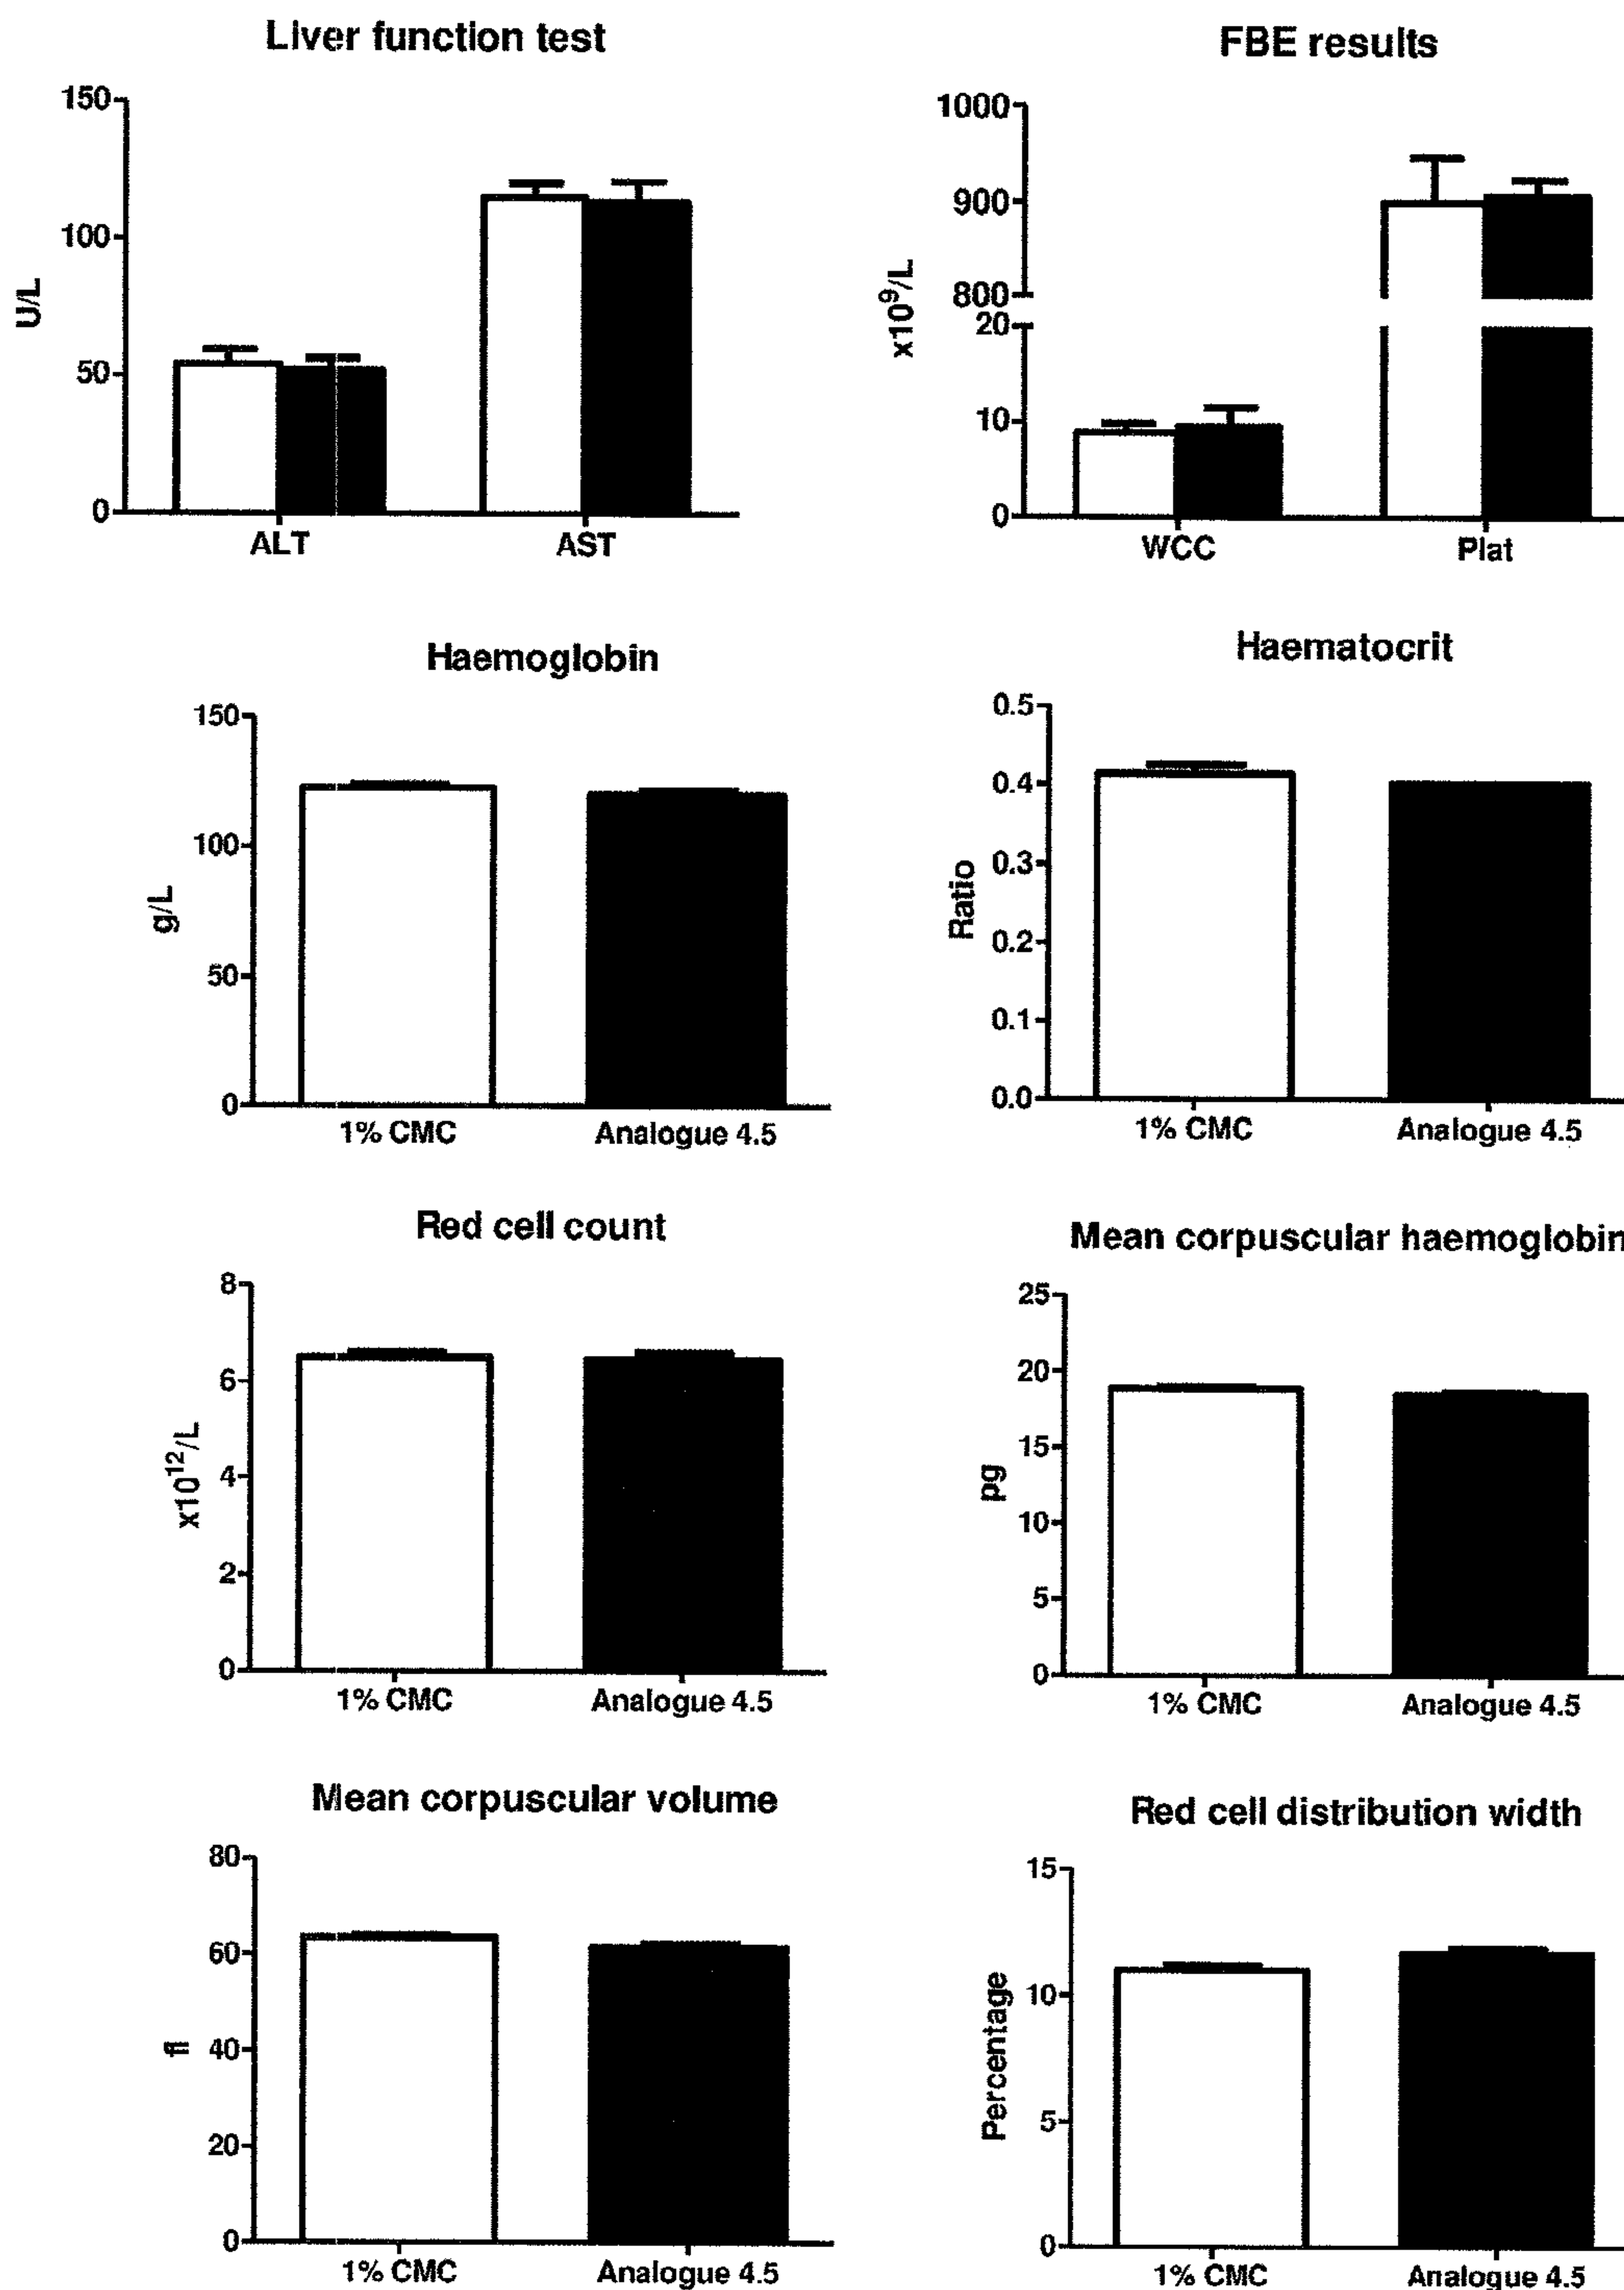 Liver function test
150
100
50
0
U/L
ALT
AST
FBE results
1000
900
800
20
10
0
x10⁹/L
WCC
Plat
Haemoglobin
150
100
50
0
g/L
1% CMC
Analogue 4.5
Haematocrit
0.5
0.4
0.3
0.2
0.1
0.0
Ratio
1% CMC
Analogue 4.5
Red cell count
8
6
4
2
0
x10¹²/L
1% CMC
Analogue 4.5
Mean corpuscular haemoglobin
25
20
15
10
5
0
pg
1% CMC
Analogue 4.5
Mean corpuscular volume
80
60
40
20
0
fl
1% CMC
Analogue 4.5
Red cell distribution width
15
10
5
0
Percentage
1% CMC
Analogue 4.5